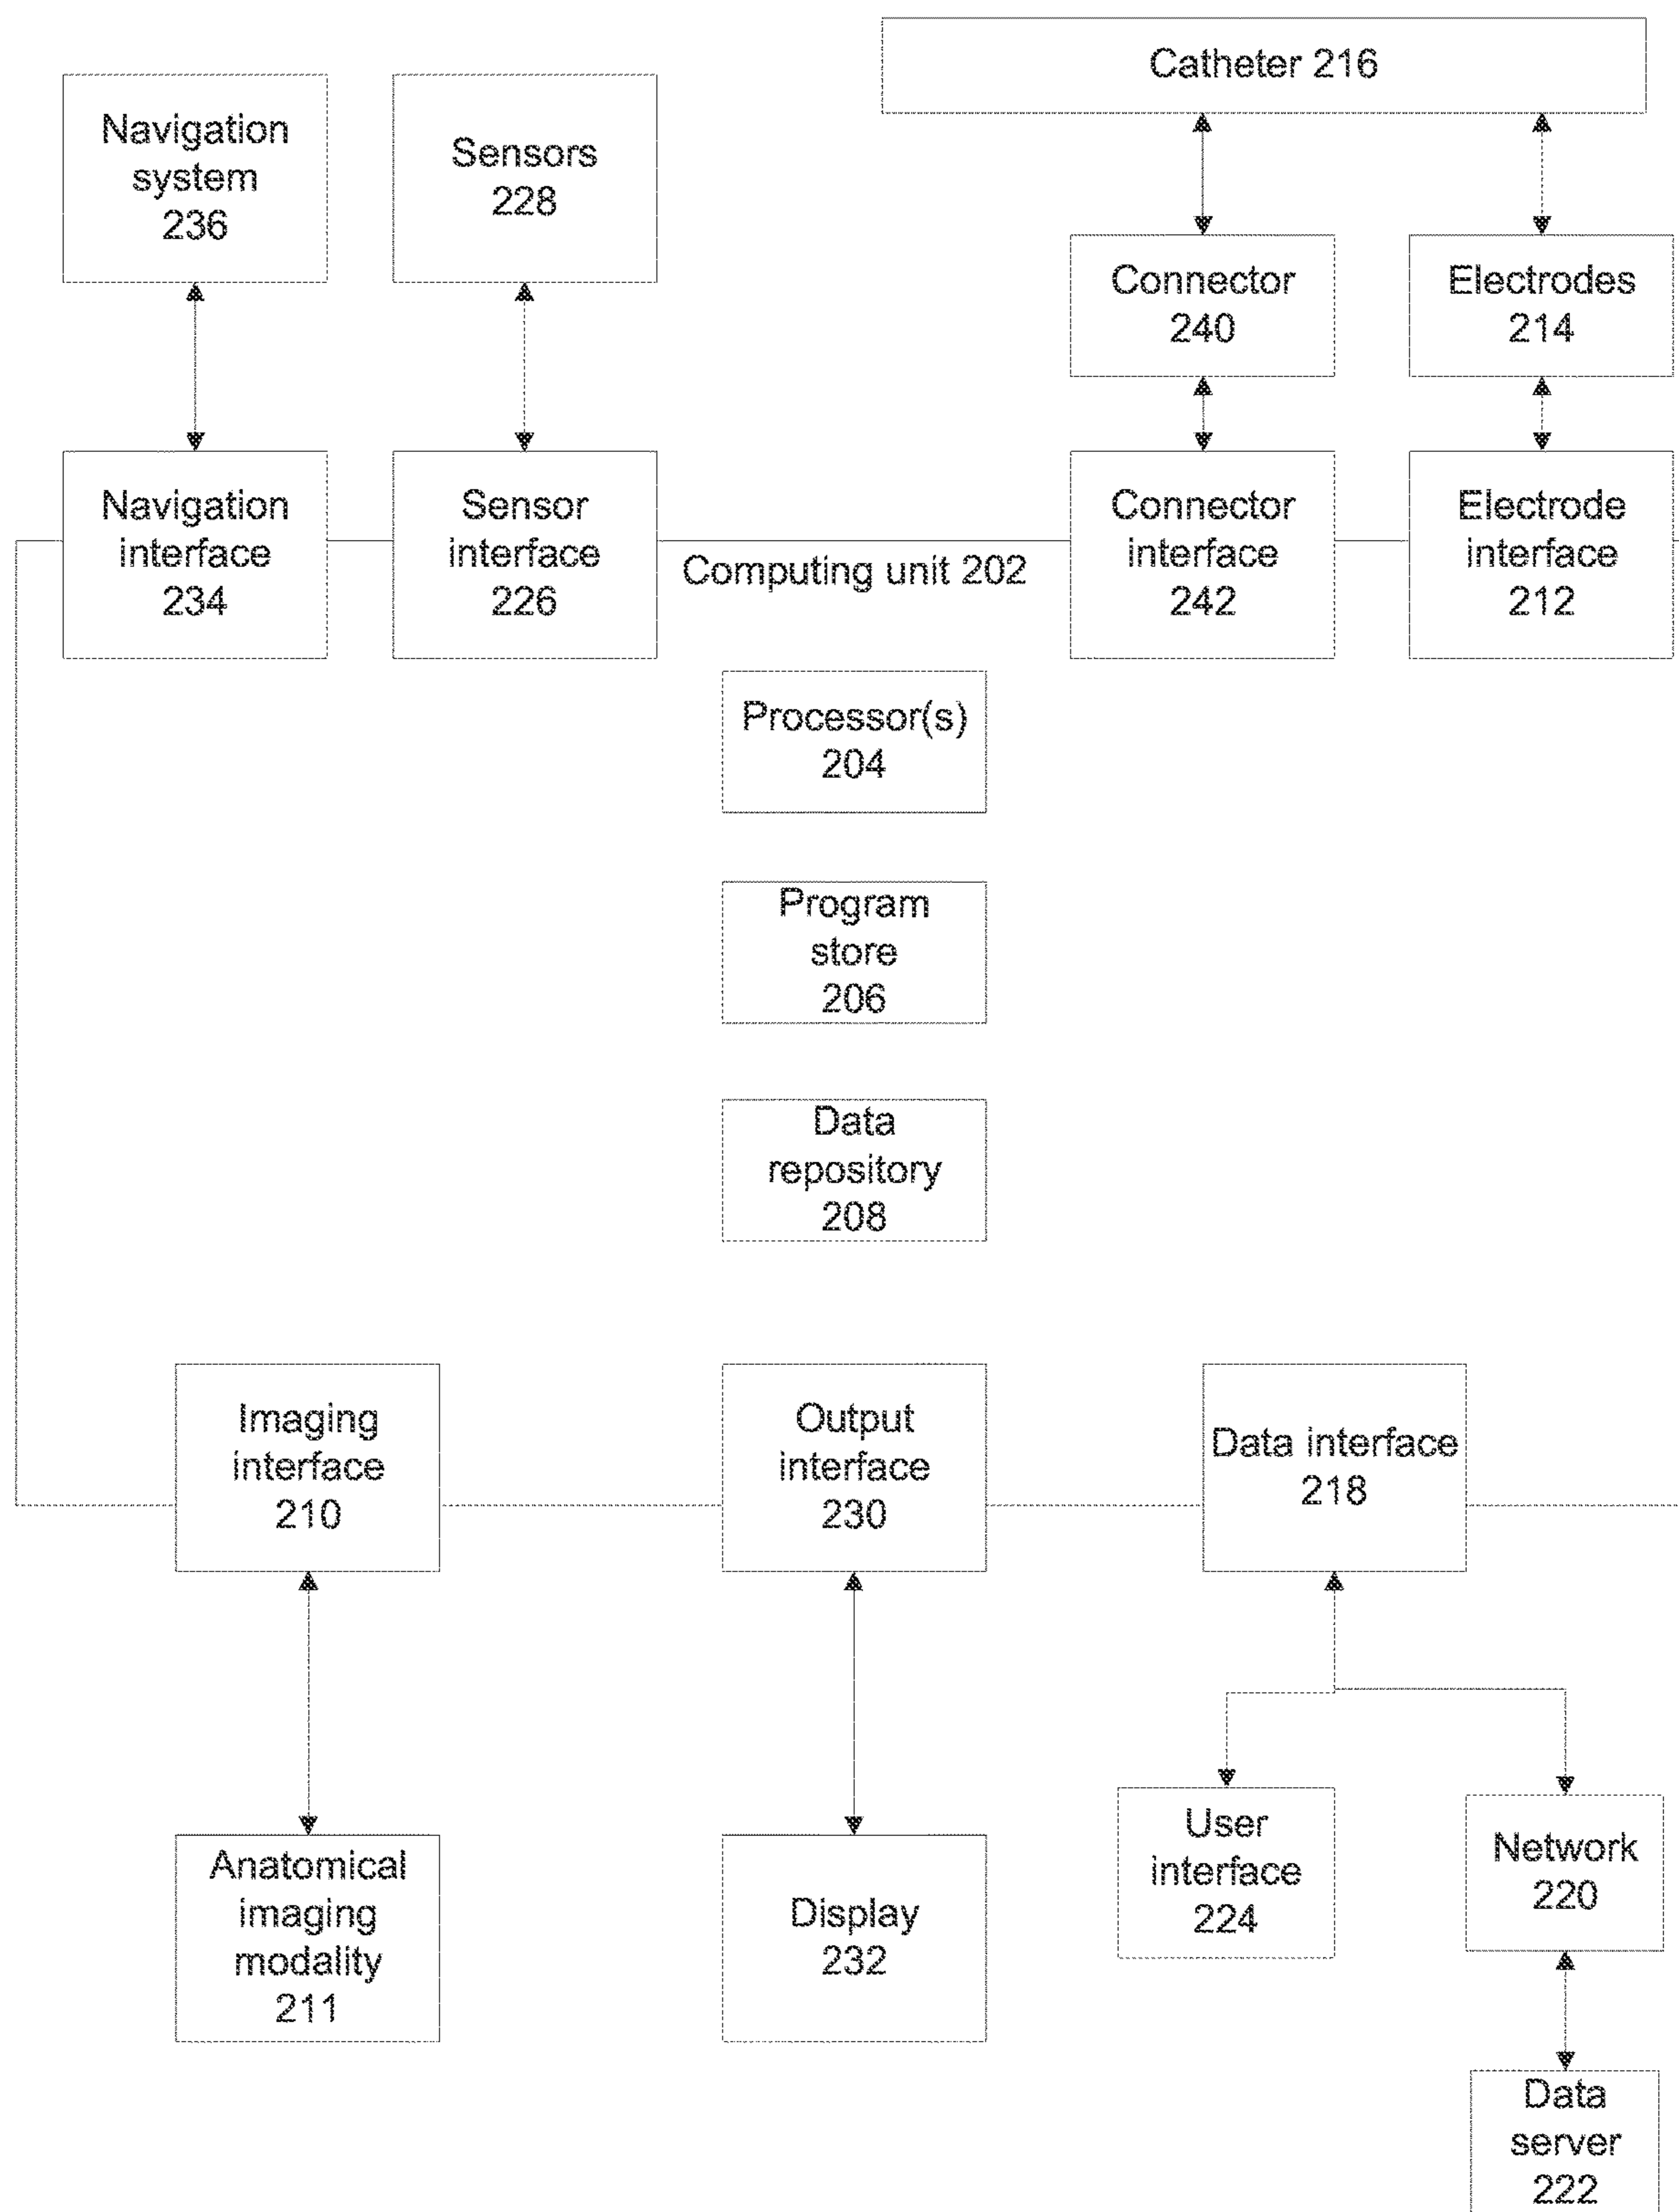 Catheter 216
Navigation
system
236
Sensors
228
Connector
240
Electrodes
214
Navigation
interface
234
Sensor
interface
226
Computing unit 202
Connector
interface
242
Electrode
interface
212
Processor(s)
204
Program
store
206
Data
repository
208
Imaging
interface
210
Output
interface
230
Data interface
218
Anatomical
imaging
modality
211
Display
232
User
interface
224
Network
220
Data
server
222